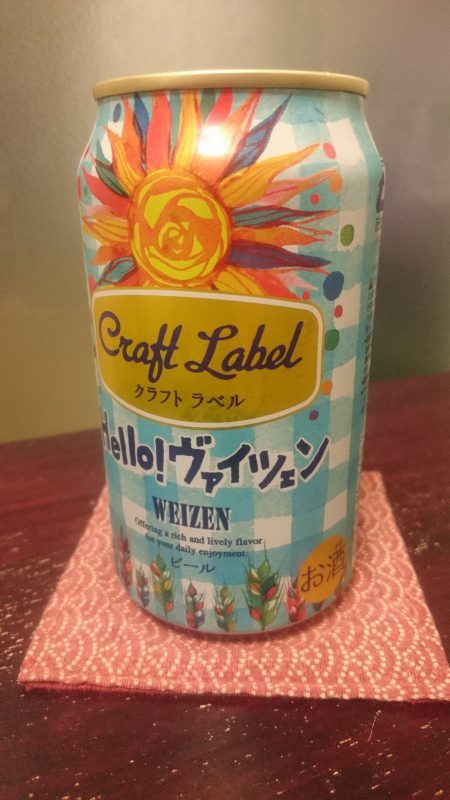 Craft Label
クラフト ラベル
Hello!ヴァイツェン
WEIZEN
Offering a rich and lively flavor
for your daily enjoyment.
ビール
お酒